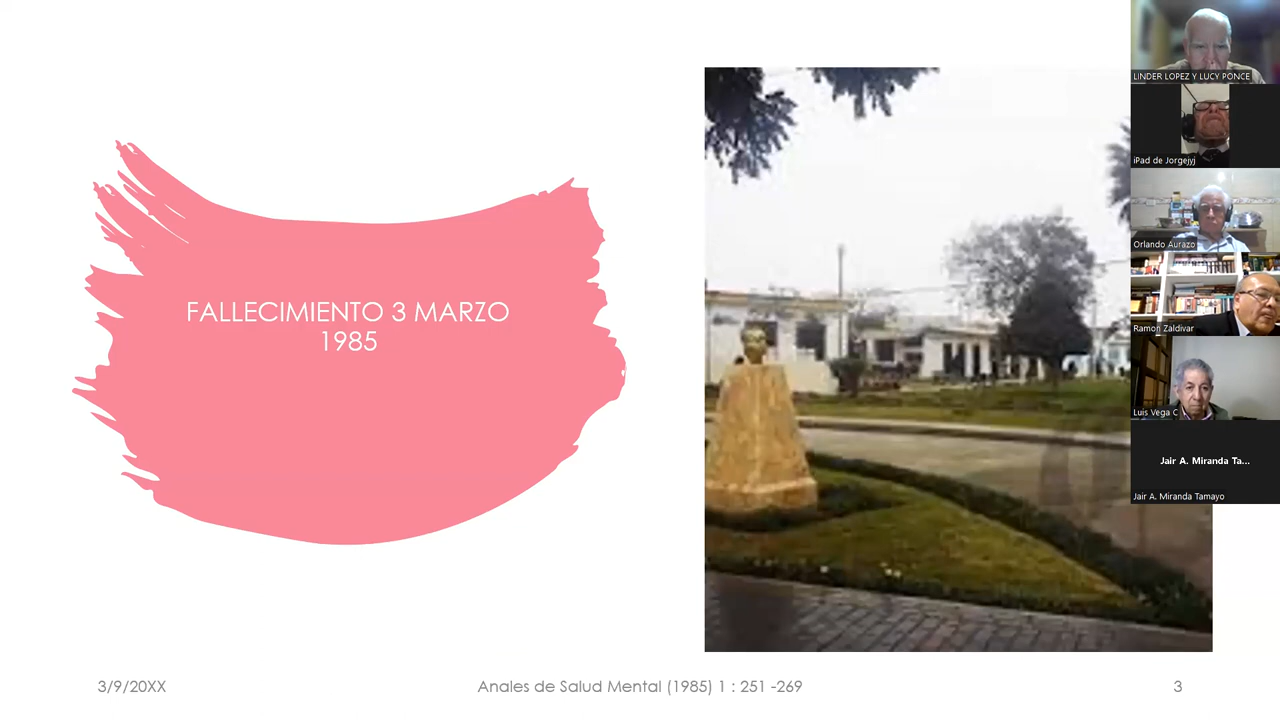 FALLECIMIENTO 3 MARZO
1985
3/9/20XX
Anales de Salud Mental (1985) 1 : 251 -269
3
LINDER LOPEZ Y LUCY PONCE
iPad de Jorgejyj
Orlando Aurazo
Ramon Zaldivar
Luis Vega C
Jair A. Miranda Ta...
Jair A. Miranda Tamayo